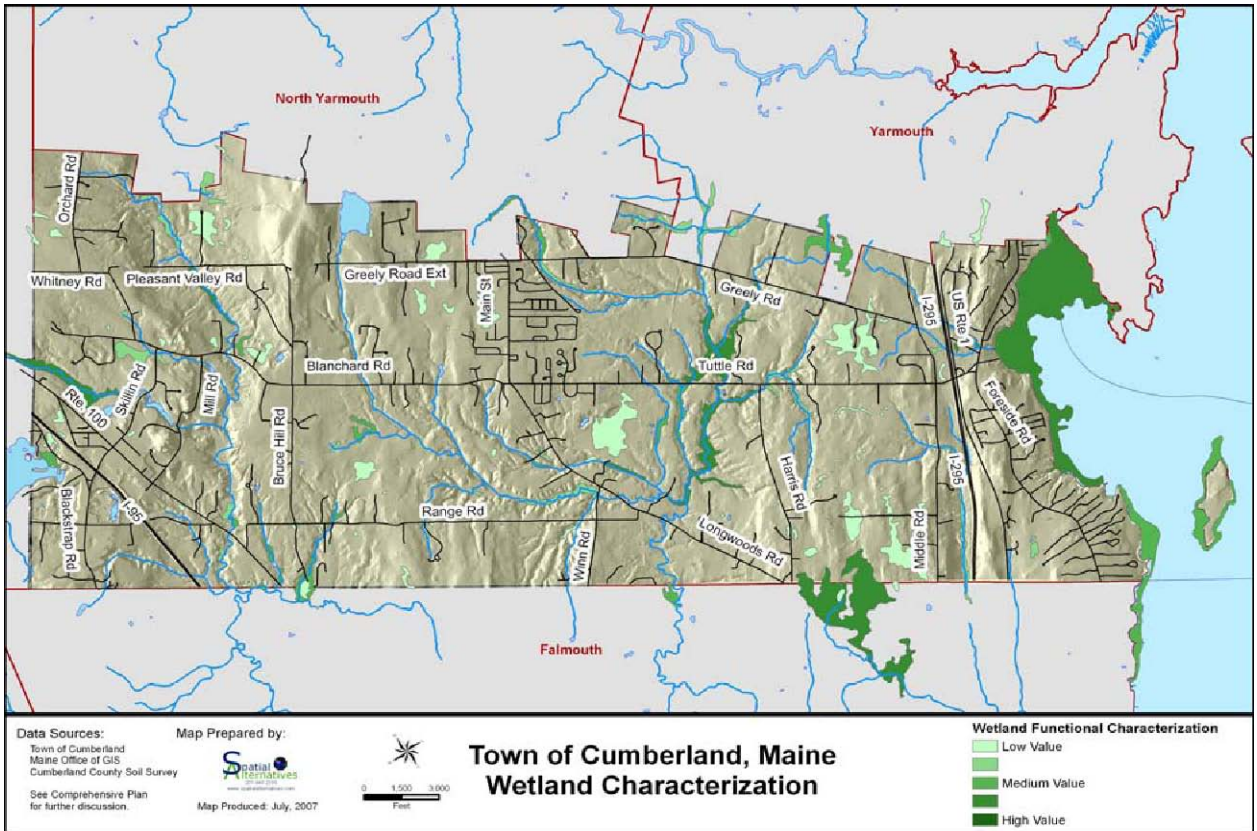 North Yarmouth
Yarmouth
Orchard Rd
Whitney Rd
Pleasant Valley Rd
Greely Road Ext
Main St
Greely Rd
I-295
US Rte 1
Blanchard Rd
Tuttle Rd
Skillin Rd
Mill Rd
Rte. 100
Foreside Rd
Bruce Hill Rd
Harris Rd
I-295
Blackstrap Rd
I-95
Range Rd
Winn Rd
Longwoods Rd
Middle Rd
Falmouth
Data Sources:
Town of Cumberland
Maine Office of GIS
Cumberland County Soil Survey
See Comprehensive Plan
for further discussion.
Map Prepared by:
Spatial
Alternatives
www.spatialalternatives.com
Map Produced: July, 2007
0 1,500 3,000
Feet
Town of Cumberland, Maine
Wetland Characterization
Wetland Functional Characterization
Low Value
Medium Value
High Value